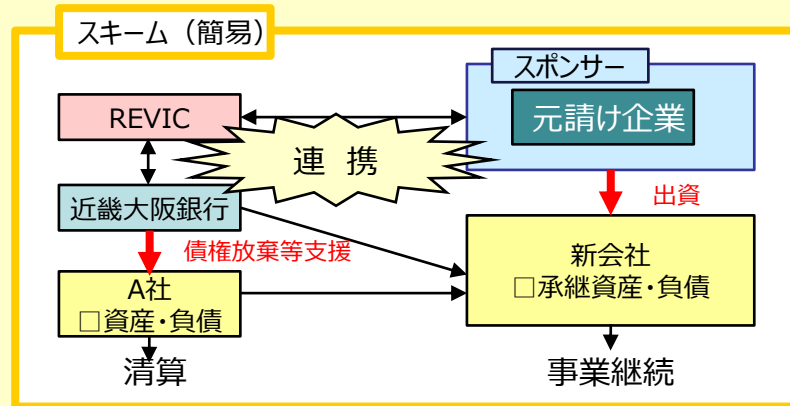 スキーム（簡易）
スポンサー
REVIC
元請け企業
連 携
近畿大阪銀行
出資
債権放棄等支援
A社
□資産・負債
新会社
□承継資産・負債
清算
事業継続